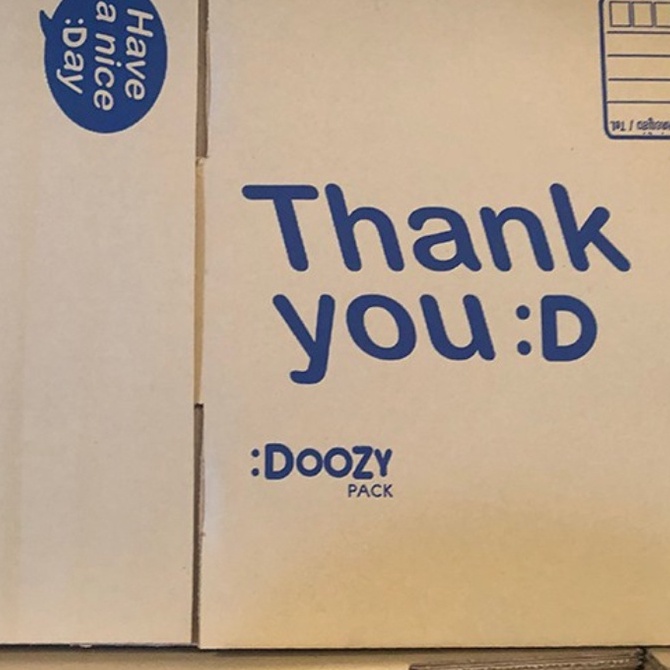 Have
a nice
:Day
Thank
you :D
:DOOZY
PACK